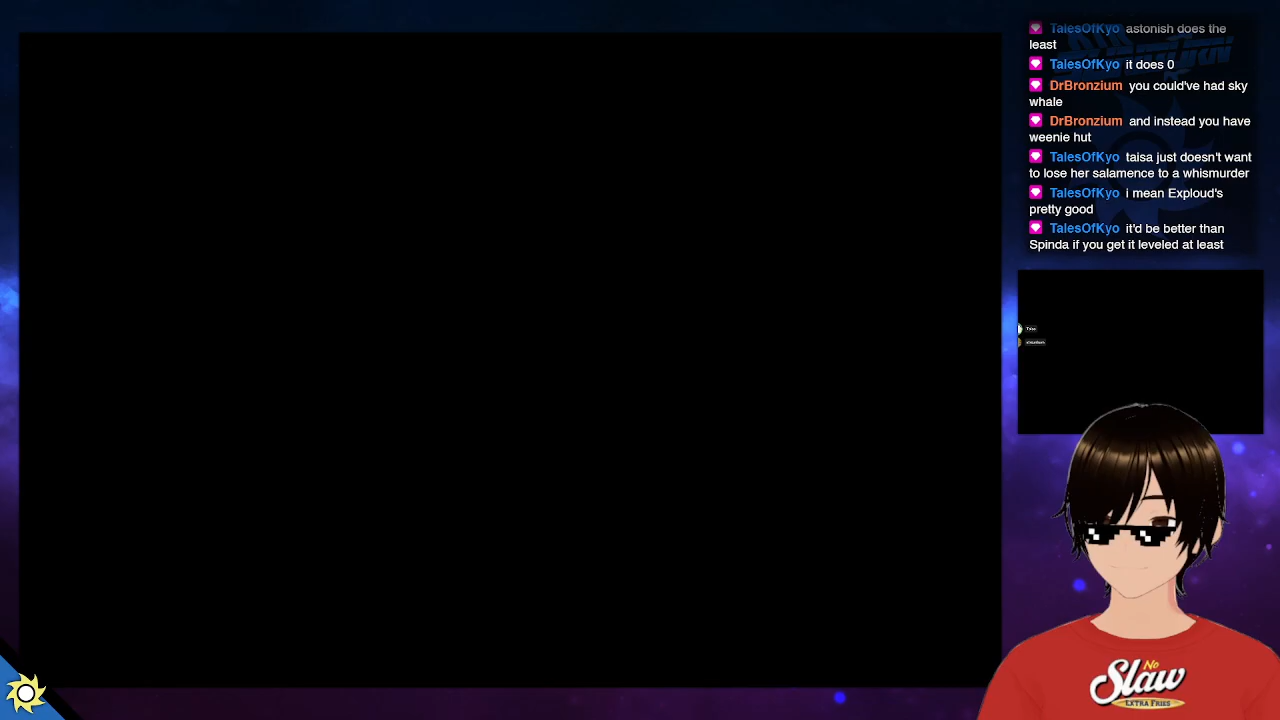 TalesOfKyo astonish does the
least
TalesOfKyo it does 0
DrBronzium you could've had sky
whale
DrBronzium and instead you have
weenie hut
TalesOfKyo taisa just doesn't want
to lose her salamence to a whismurder
TalesOfKyo i mean Exploud's
pretty good
TalesOfKyo it'd be better than
Spinda if you get it leveled at least
No
Slaw
EXTRA FRIES